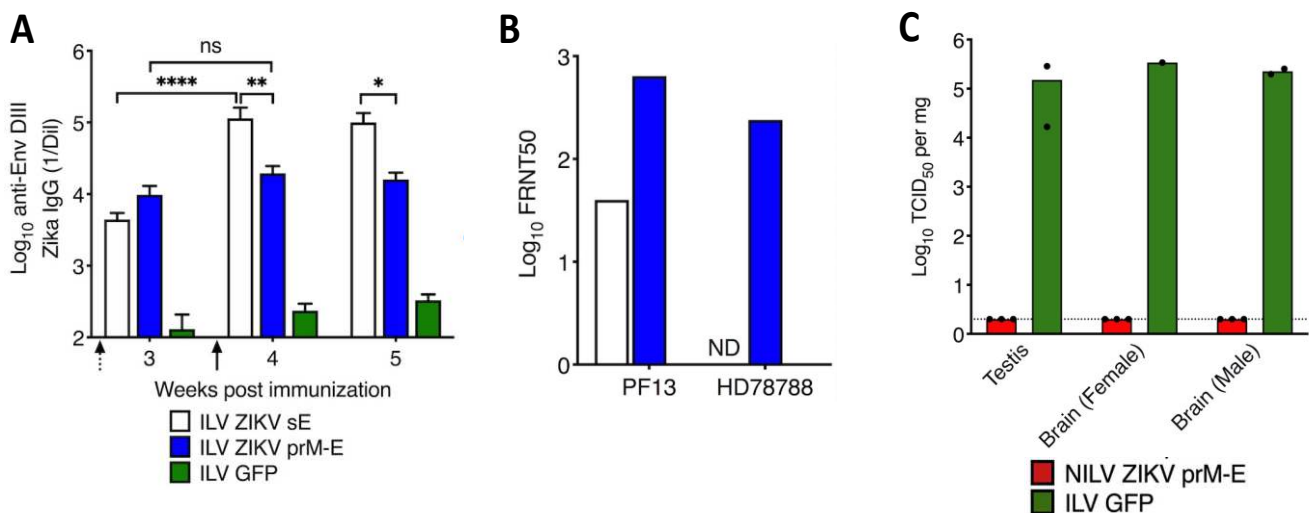 A
ns
****
**
*
6
5
4
3
2
Log10 anti-Env DIII
Zika IgG (1/Dil)
3
4
5
Weeks post immunization
ILV ZIKV sE
ILV ZIKV prM-E
ILV GFP
B
3
2
1
0
Log10 FRNT50
ND
PF13
HD78788
C
6
5
4
3
2
1
0
Log10 TCID50 per mg
Testis
Brain (Female)
Brain (Male)
NILV ZIKV prM-E
ILV GFP